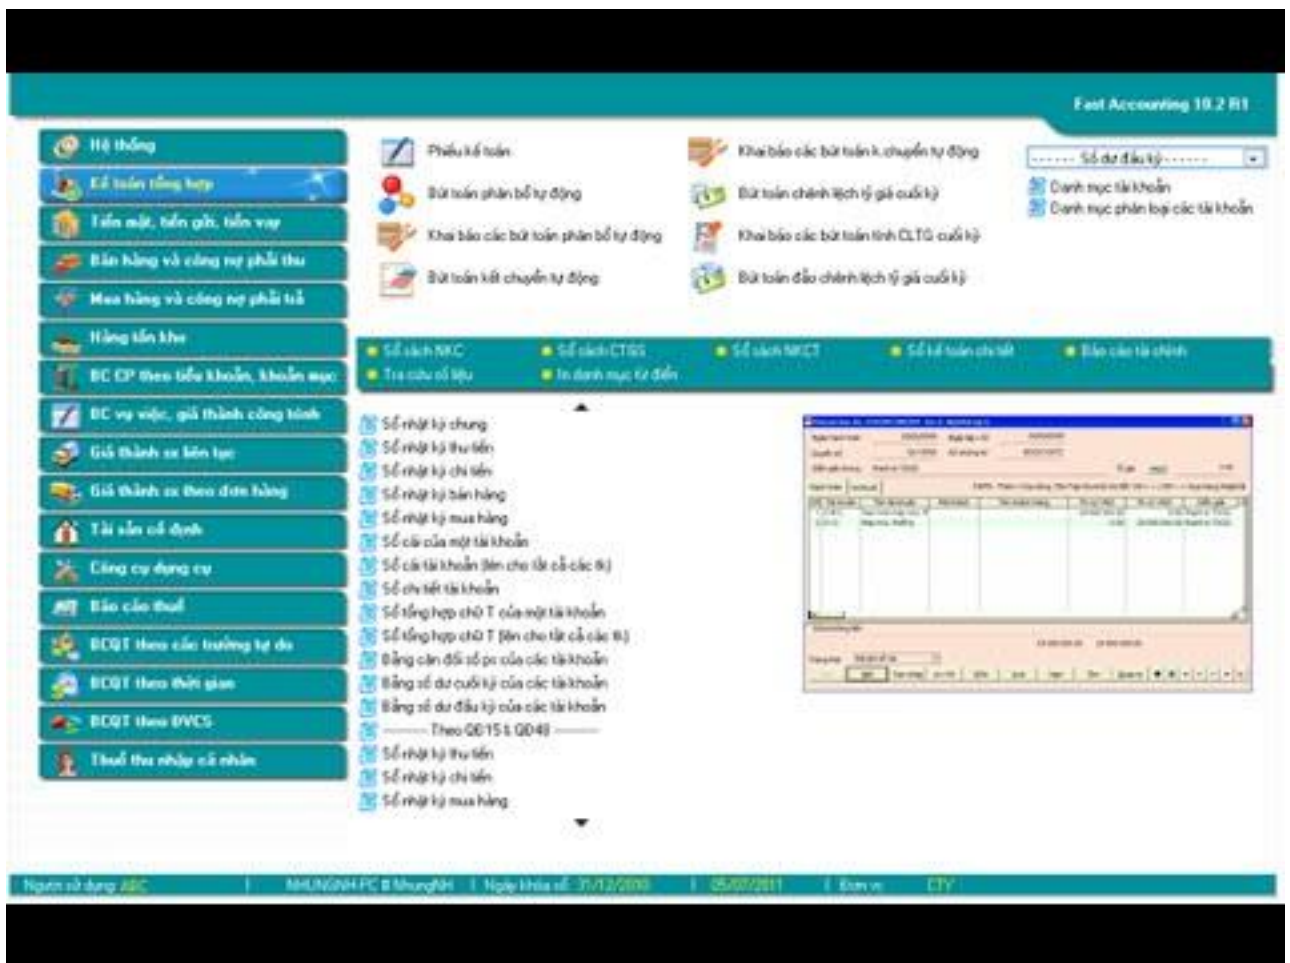 Fast Accounting 10.2 R1
Hệ thống
Kế toán tổng hợp
Tiền mặt, tiền gửi, tiền vay
Bán hàng và công nợ phải thu
Mua hàng và công nợ phải trả
Hàng tồn kho
BC CP theo tiểu khoản, khoản mục
BC vụ việc, giá thành công trình
Giá thành sx liên tục
Giá thành sx theo đơn hàng
Tài sản cố định
Công cụ dụng cụ
Báo cáo thuế
BCQT theo các trường tự do
BCQT theo thời gian
BCQT theo ĐVCS
Thuế thu nhập cá nhân
Phiếu kế toán
Bút toán phân bổ tự động
Khai báo các bút toán phân bổ tự động
Bút toán kết chuyển tự động
Khai báo các bút toán k.chuyển tự động
Bút toán chênh lệch tỷ giá cuối kỳ
Khai báo các bút toán tính CLTG cuối kỳ
Bút toán đảo chênh lệch tỷ giá cuối kỳ
------ Số dư đầu kỳ ------
Danh mục tài khoản
Danh mục phân loại các tài khoản
Sổ sách NKC
Sổ sách CTGS
Sổ sách NKCT
Sổ kế toán chi tiết
Báo cáo tài chính
Tra cứu số liệu
In danh mục từ điển
Sổ nhật ký chung
Sổ nhật ký thu tiền
Sổ nhật ký chi tiền
Sổ nhật ký bán hàng
Sổ nhật ký mua hàng
Sổ cái của một tài khoản
Sổ cái tài khoản (lên cho tất cả các tk)
Sổ chi tiết tài khoản
Sổ tổng hợp chữ T của một tài khoản
Sổ tổng hợp chữ T (lên cho tất cả các tk)
Bảng cân đối số ps của các tài khoản
Bảng số dư cuối kỳ của các tài khoản
Bảng số dư đầu kỳ của các tài khoản
-------- Theo QĐ15 & QĐ48 --------
Sổ nhật ký thu tiền
Sổ nhật ký chi tiền
Sổ nhật ký mua hàng
Người sử dụng: ABC | NHUNGNH-PC # NhungNH | Ngày khóa sổ: 31/12/2010 | 05/07/2011 | Đơn vị: CTY